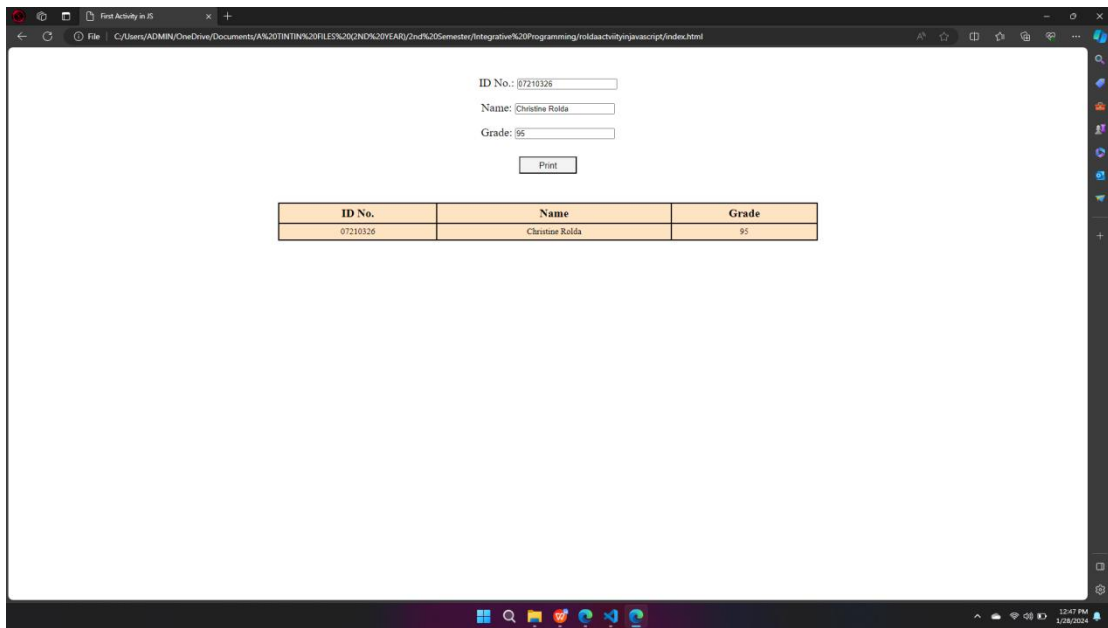 First Activity in JS
File C:/Users/ADMIN/OneDrive/Documents/A%20TINTIN%20FILES%20(2ND%20YEAR)/2nd%20Semester/Integrative%20Programming/roldaactviityinjavascript/index.html
ID No.: 07210326
Name: Christine Rolda
Grade: 95
Print
ID No. Name Grade
07210326 Christine Rolda 95
12:47 PM
1/28/2024